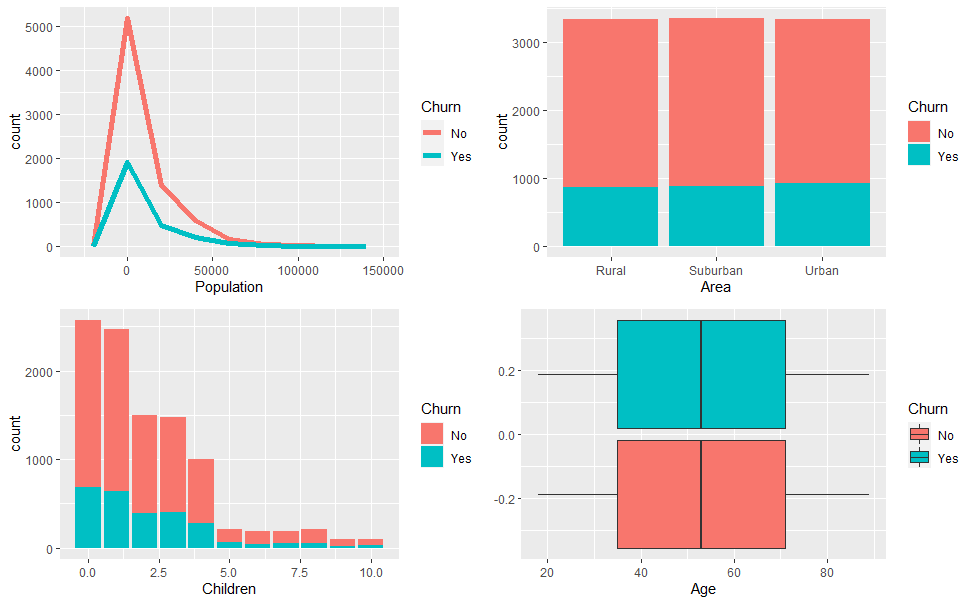 5000
4000
3000
2000
1000
0
count
0
50000
100000
150000
Population
Churn
No
Yes
3000
2000
1000
0
count
Rural
Suburban
Urban
Area
Churn
No
Yes
2000
1000
0
count
0.0
2.5
5.0
7.5
10.0
Children
Churn
No
Yes
0.2
0.0
-0.2
20
40
60
80
Age
Churn
No
Yes